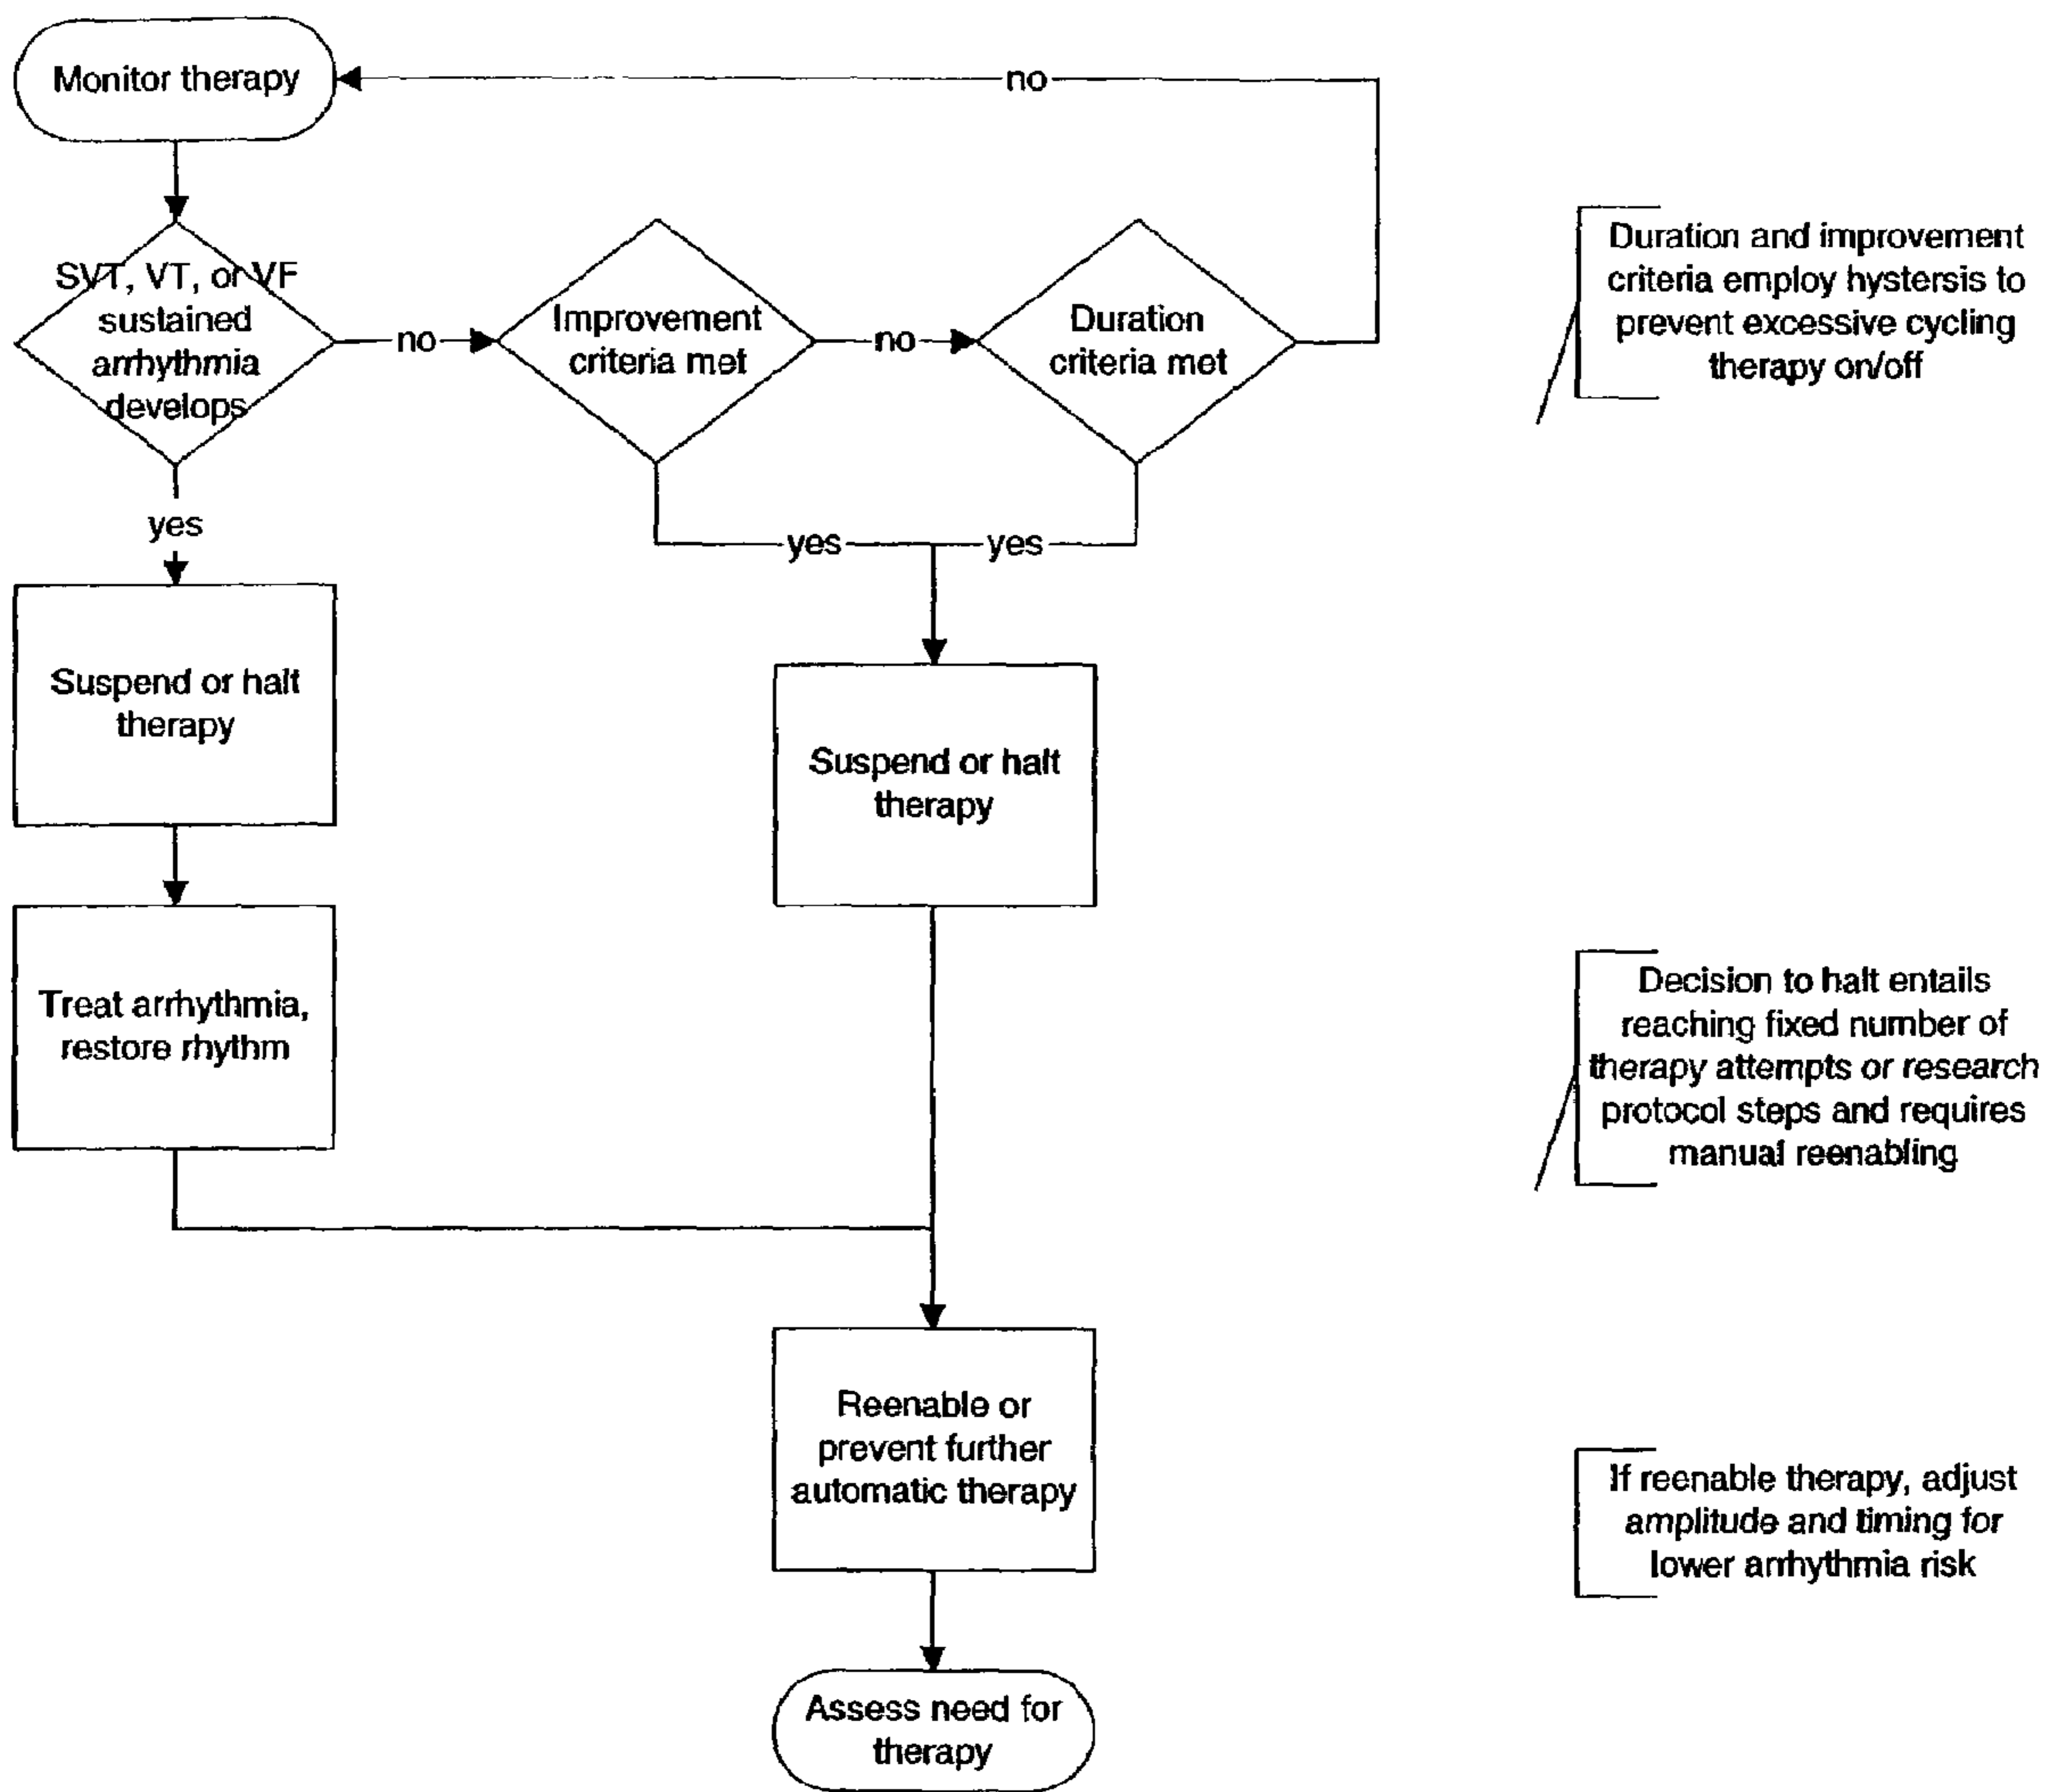 Monitor therapy
no
SVT, VT, or VF
sustained
arrhythmia
develops
no
Improvement
criteria met
no
Duration
criteria met
Duration and improvement
criteria employ hystersis to
prevent excessive cycling
therapy on/off
yes
yes
yes
Suspend or halt
therapy
Suspend or halt
therapy
Treat arrhythmia,
restore rhythm
Decision to halt entails
reaching fixed number of
therapy attempts or research
protocol steps and requires
manual reenabling
Reenable or
prevent further
automatic therapy
If reenable therapy, adjust
amplitude and timing for
lower arrhythmia risk
Assess need for
therapy